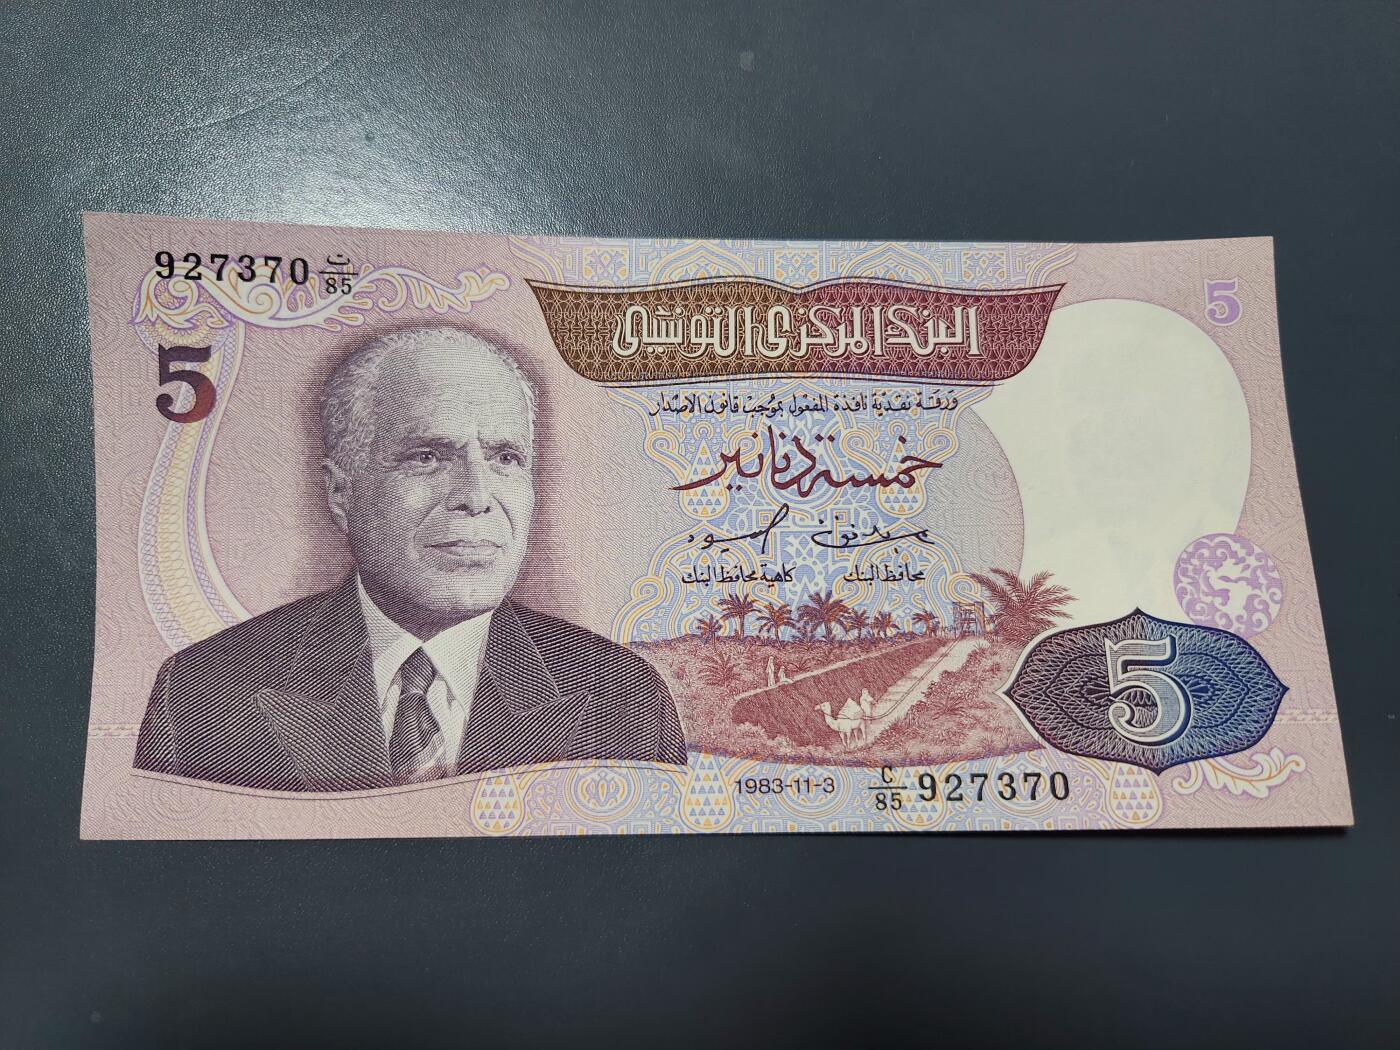 927370 ت/85
5
5
البنك المركزي التونسي
ورقة نقدية نافذة المفعول بموجب قانون الاصدار
خمسة دنانير
محافظ البنك
كاهية محافظ البنك
5
1983-11-3
C/85 927370